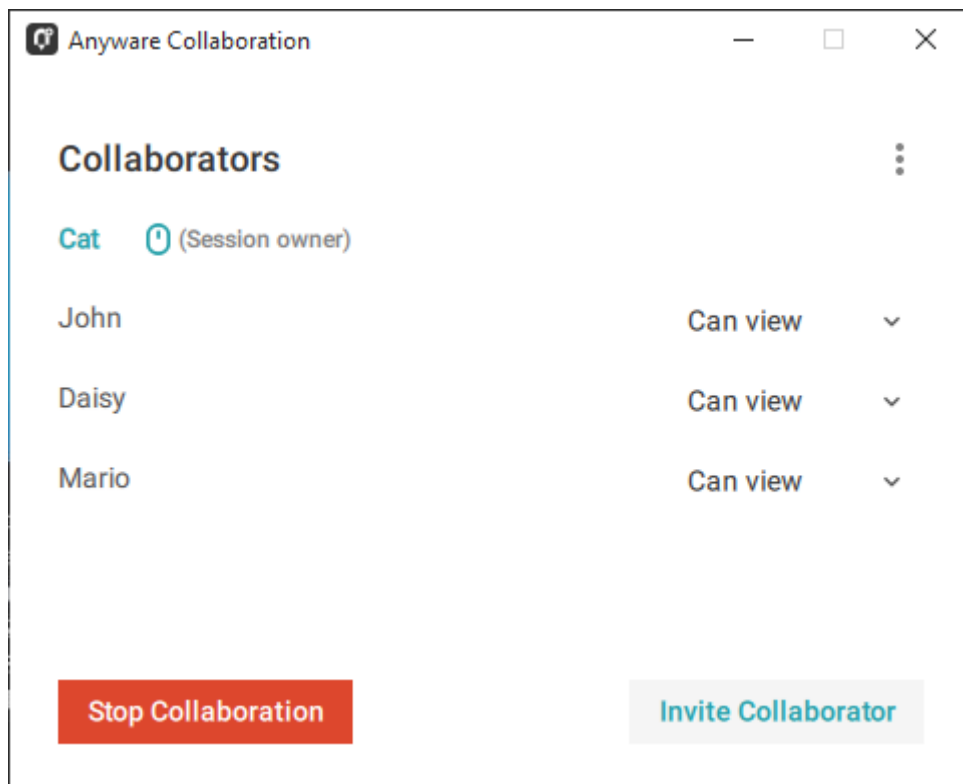 Anyware Collaboration
Collaborators
Cat (Session owner)
John Can view
Daisy Can view
Mario Can view
Stop Collaboration Invite Collaborator